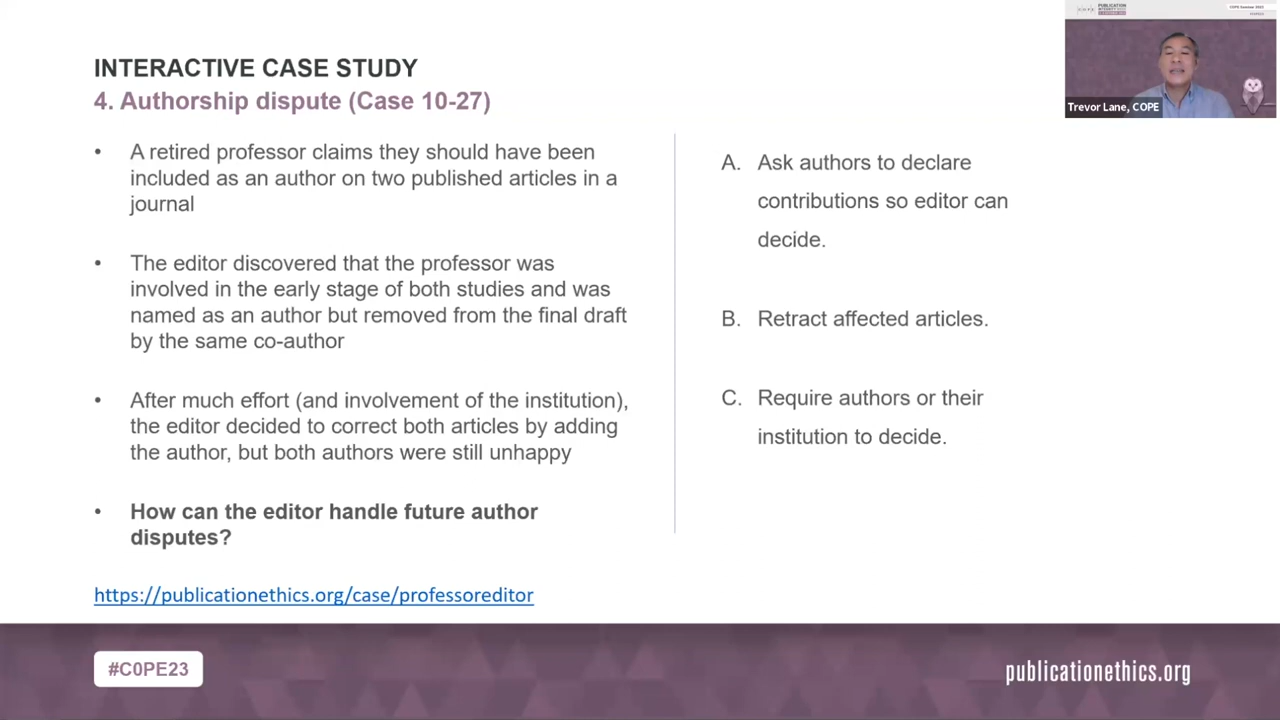 INTERACTIVE CASE STUDY
4. Authorship dispute (Case 10-27)
• A retired professor claims they should have been
included as an author on two published articles in a
journal
• The editor discovered that the professor was
involved in the early stage of both studies and was
named as an author but removed from the final draft
by the same co-author
• After much effort (and involvement of the institution),
the editor decided to correct both articles by adding
the author, but both authors were still unhappy
• How can the editor handle future author
disputes?
https://publicationethics.org/case/professoreditor
A. Ask authors to declare
contributions so editor can
decide.
B. Retract affected articles.
C. Require authors or their
institution to decide.
PUBLICATION
Trevor Lane, COPE
#C0PE23
publicationethics.org